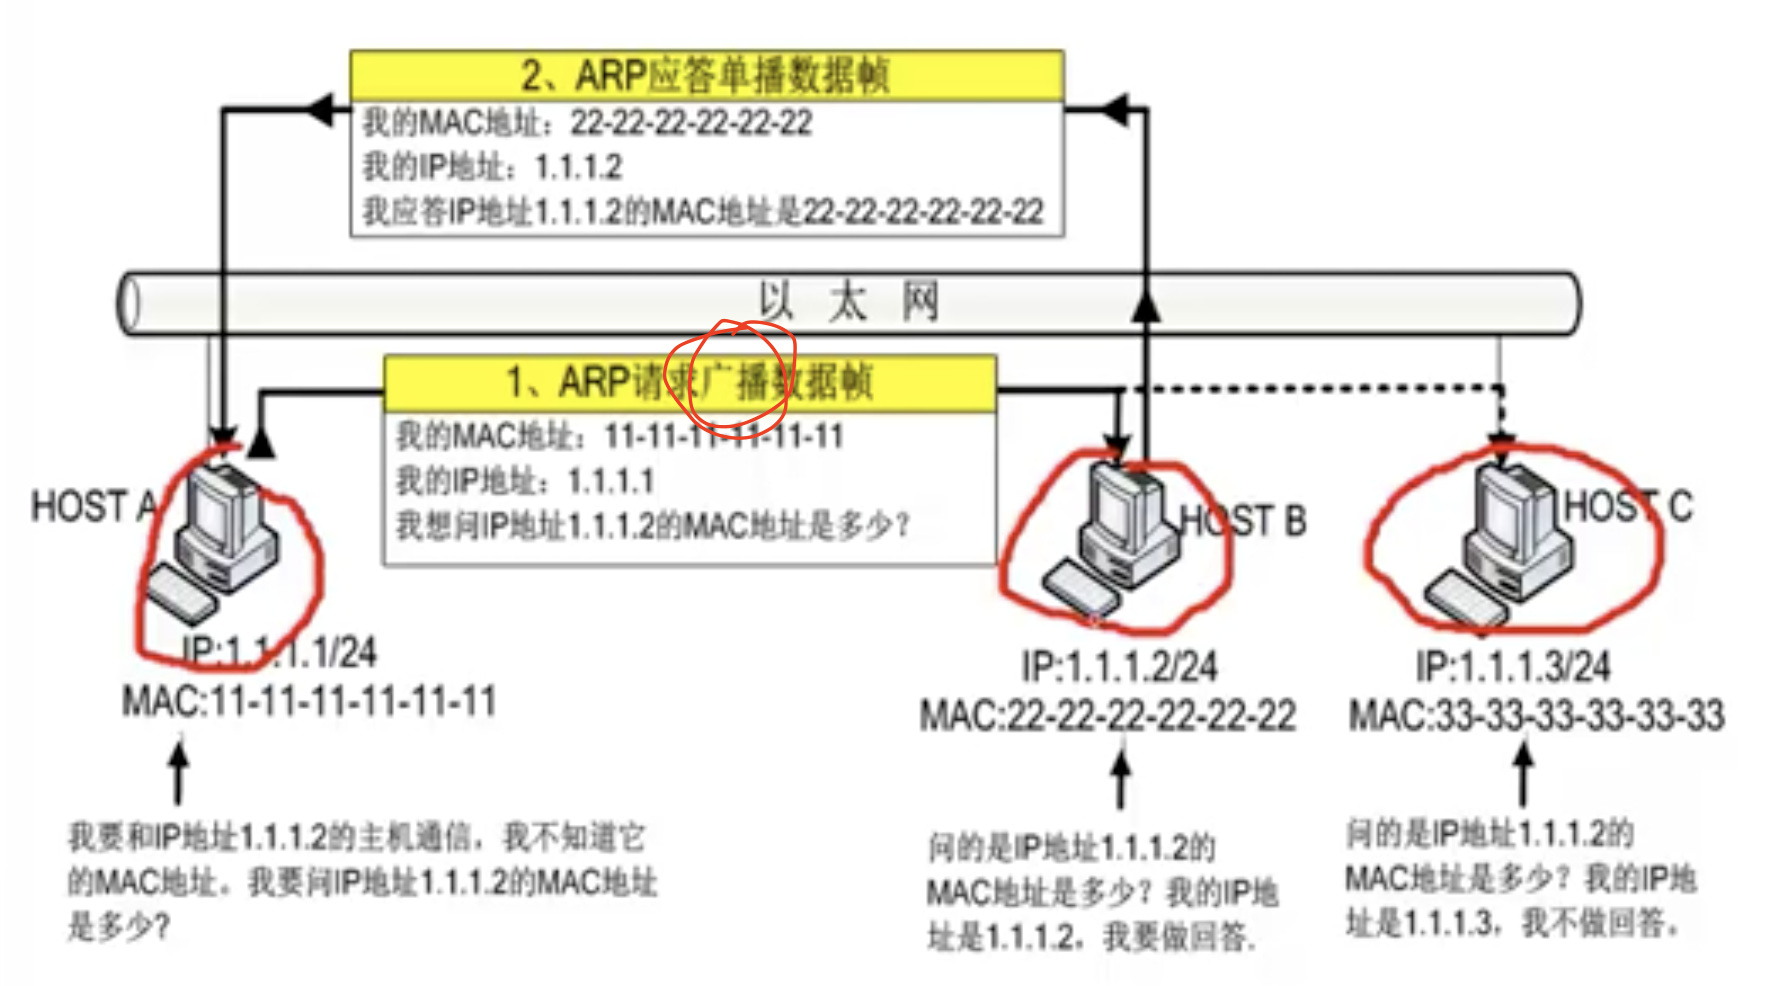 2、ARP应答单播数据帧
我的MAC地址：22-22-22-22-22-22
我的IP地址：1.1.1.2
我应答IP地址1.1.1.2的MAC地址是22-22-22-22-22-22
以 太 网
1、ARP请求广播数据帧
我的MAC地址：11-11-11-11-11-11
我的IP地址：1.1.1.1
我想问IP地址1.1.1.2的MAC地址是多少？
HOST A
IP:1.1.1.1/24
MAC:11-11-11-11-11-11
我要和IP地址1.1.1.2的主机通信，我不知道它
的MAC地址。我要问IP地址1.1.1.2的MAC地址
是多少?
HOST B
IP:1.1.1.2/24
MAC:22-22-22-22-22-22
问的是IP地址1.1.1.2的
MAC地址是多少？我的IP地
址是1.1.1.2，我要做回答.
HOST C
IP:1.1.1.3/24
MAC:33-33-33-33-33-33
问的是IP地址1.1.1.2的
MAC地址是多少？我的IP地
址是1.1.1.3，我不做回答。